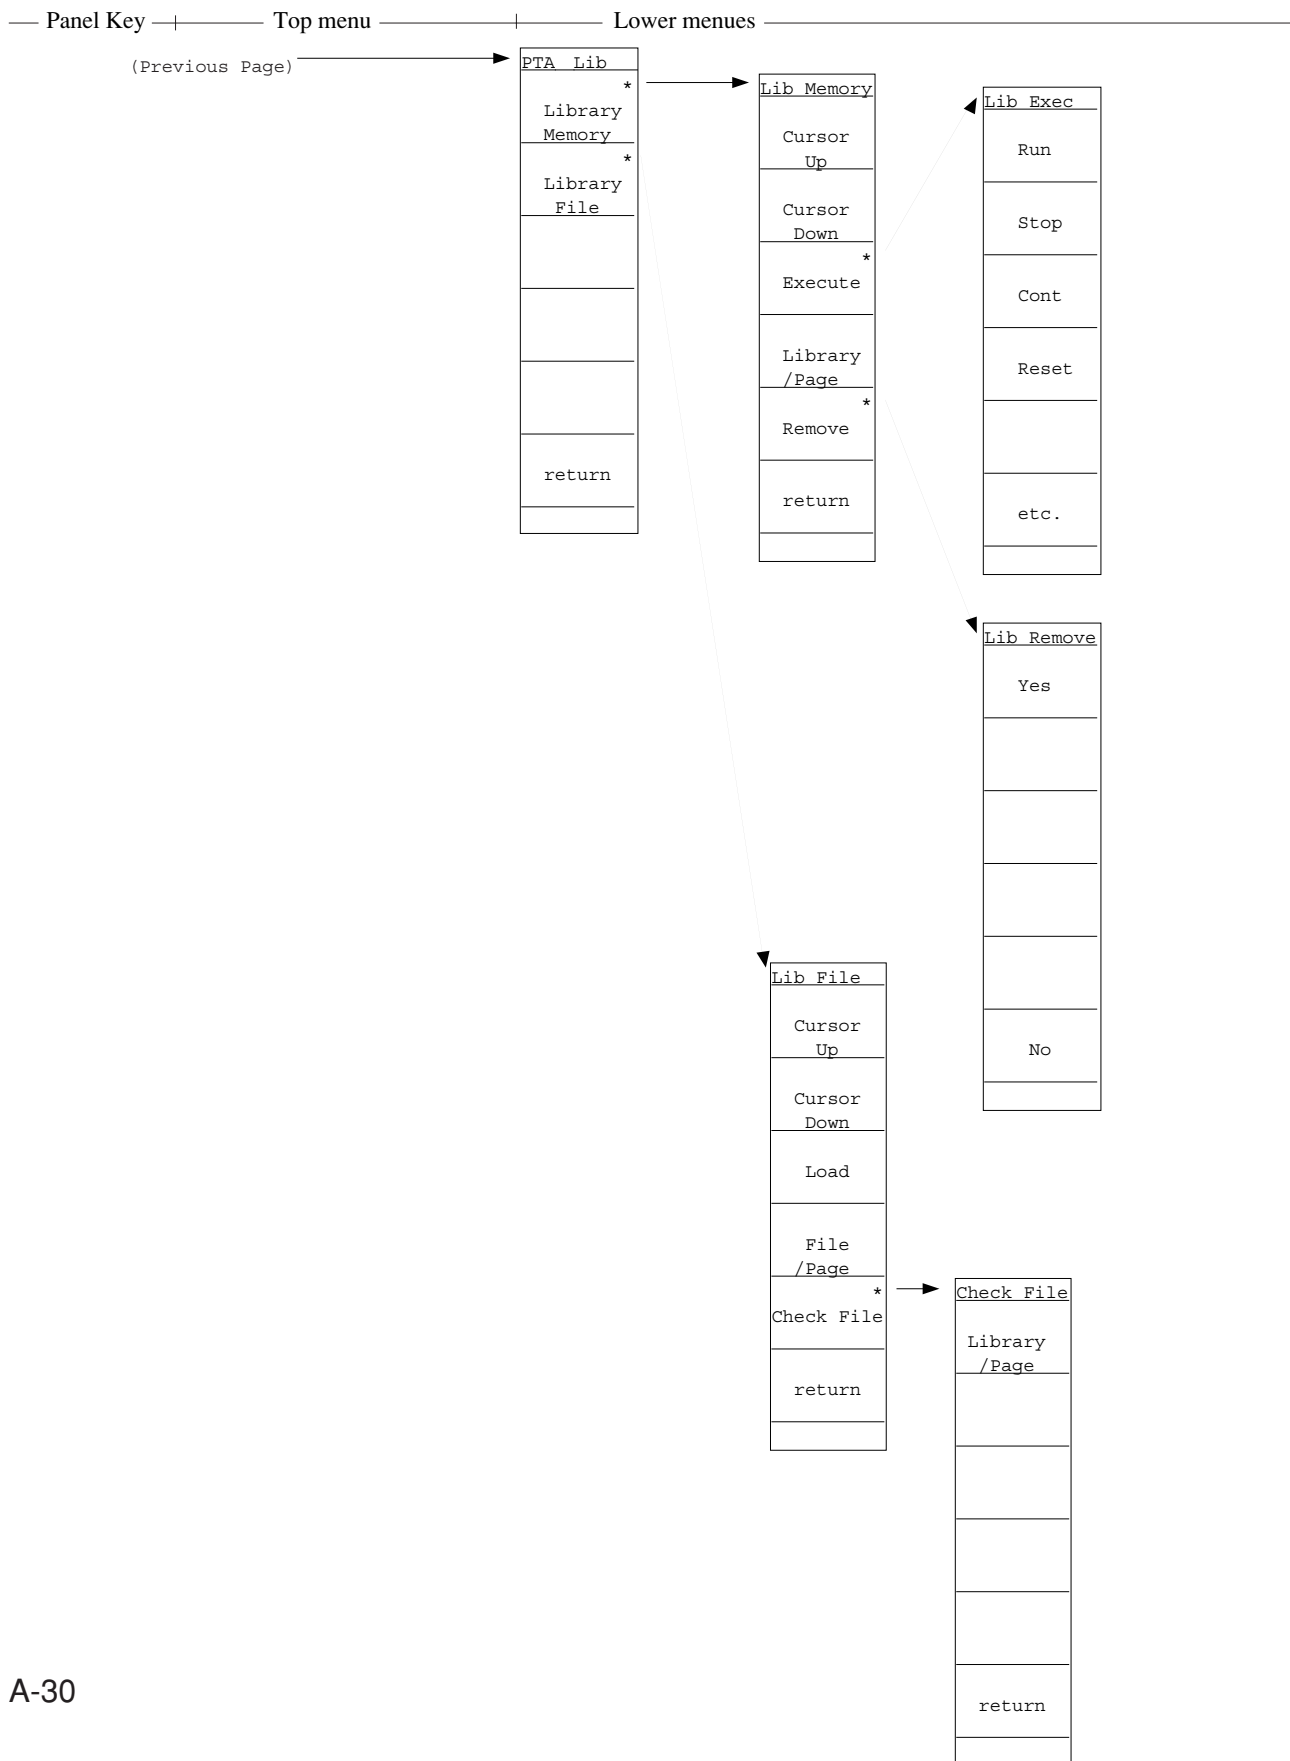 Panel Key
Top menu
Lower menues
(Previous Page)
PTA  Lib
*
Library
Memory
*
Library
File
return
Lib Memory
Cursor
Up
Cursor
Down
*
Execute
Library
/Page
*
Remove
return
Lib Exec
Run
Stop
Cont
Reset
etc.
Lib Remove
Yes
No
Lib File
Cursor
Up
Cursor
Down
Load
File
/Page
*
Check File
return
Check File
Library
/Page
return
A-30